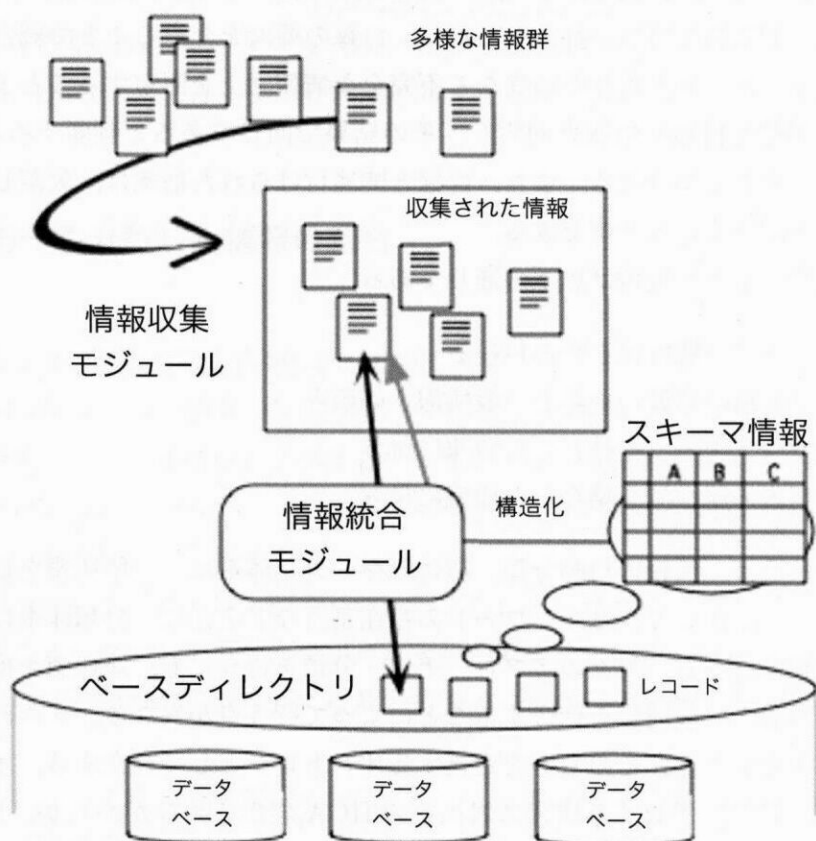 多様な情報群
収集された情報
情報収集
モジュール
スキーマ情報
A B C
情報統合
モジュール
構造化
ベースディレクトリ
レコード
データ
ベース
データ
ベース
データ
ベース